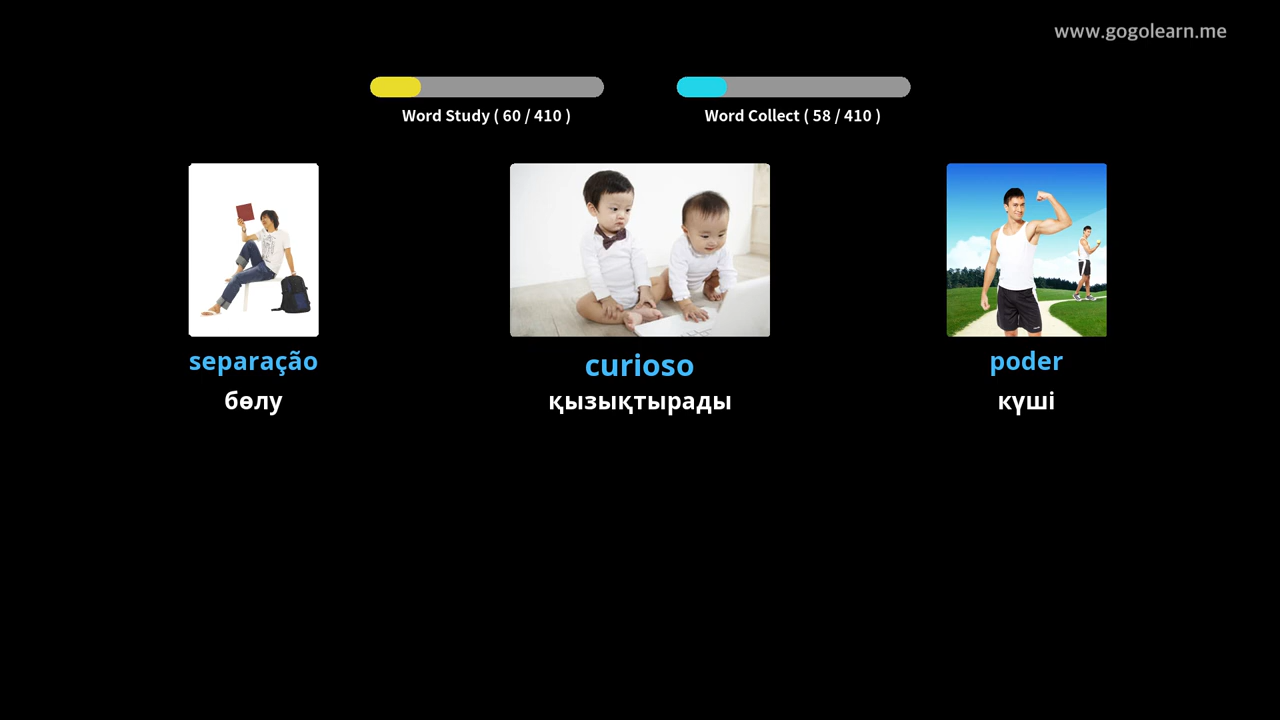 www.gogolearn.me
Word Study ( 60 / 410 )
Word Collect ( 58 / 410 )
separação
curioso
poder
бөлу
қызықтырады
күші